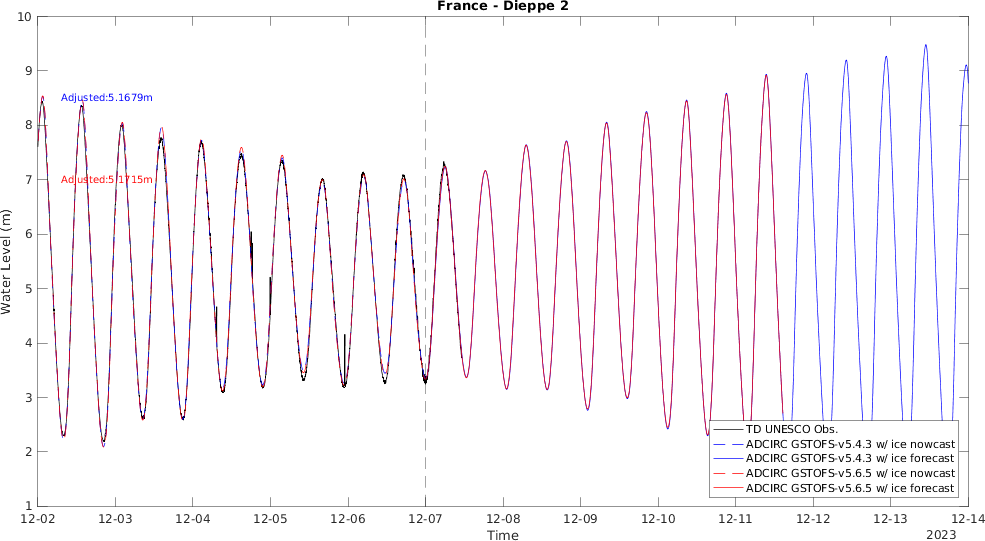 France - Dieppe 2
10
9
8
7
6
5
4
3
2
1
Water Level (m)
Adjusted:5.1679m
Adjusted:5.1715m
TD UNESCO Obs.
ADCIRC GSTOFS-v5.4.3 w/ ice nowcast
ADCIRC GSTOFS-v5.4.3 w/ ice forecast
ADCIRC GSTOFS-v5.6.5 w/ ice nowcast
ADCIRC GSTOFS-v5.6.5 w/ ice forecast
12-02 12-03 12-04 12-05 12-06 12-07 12-08 12-09 12-10 12-11 12-12 12-13 12-14
Time
2023